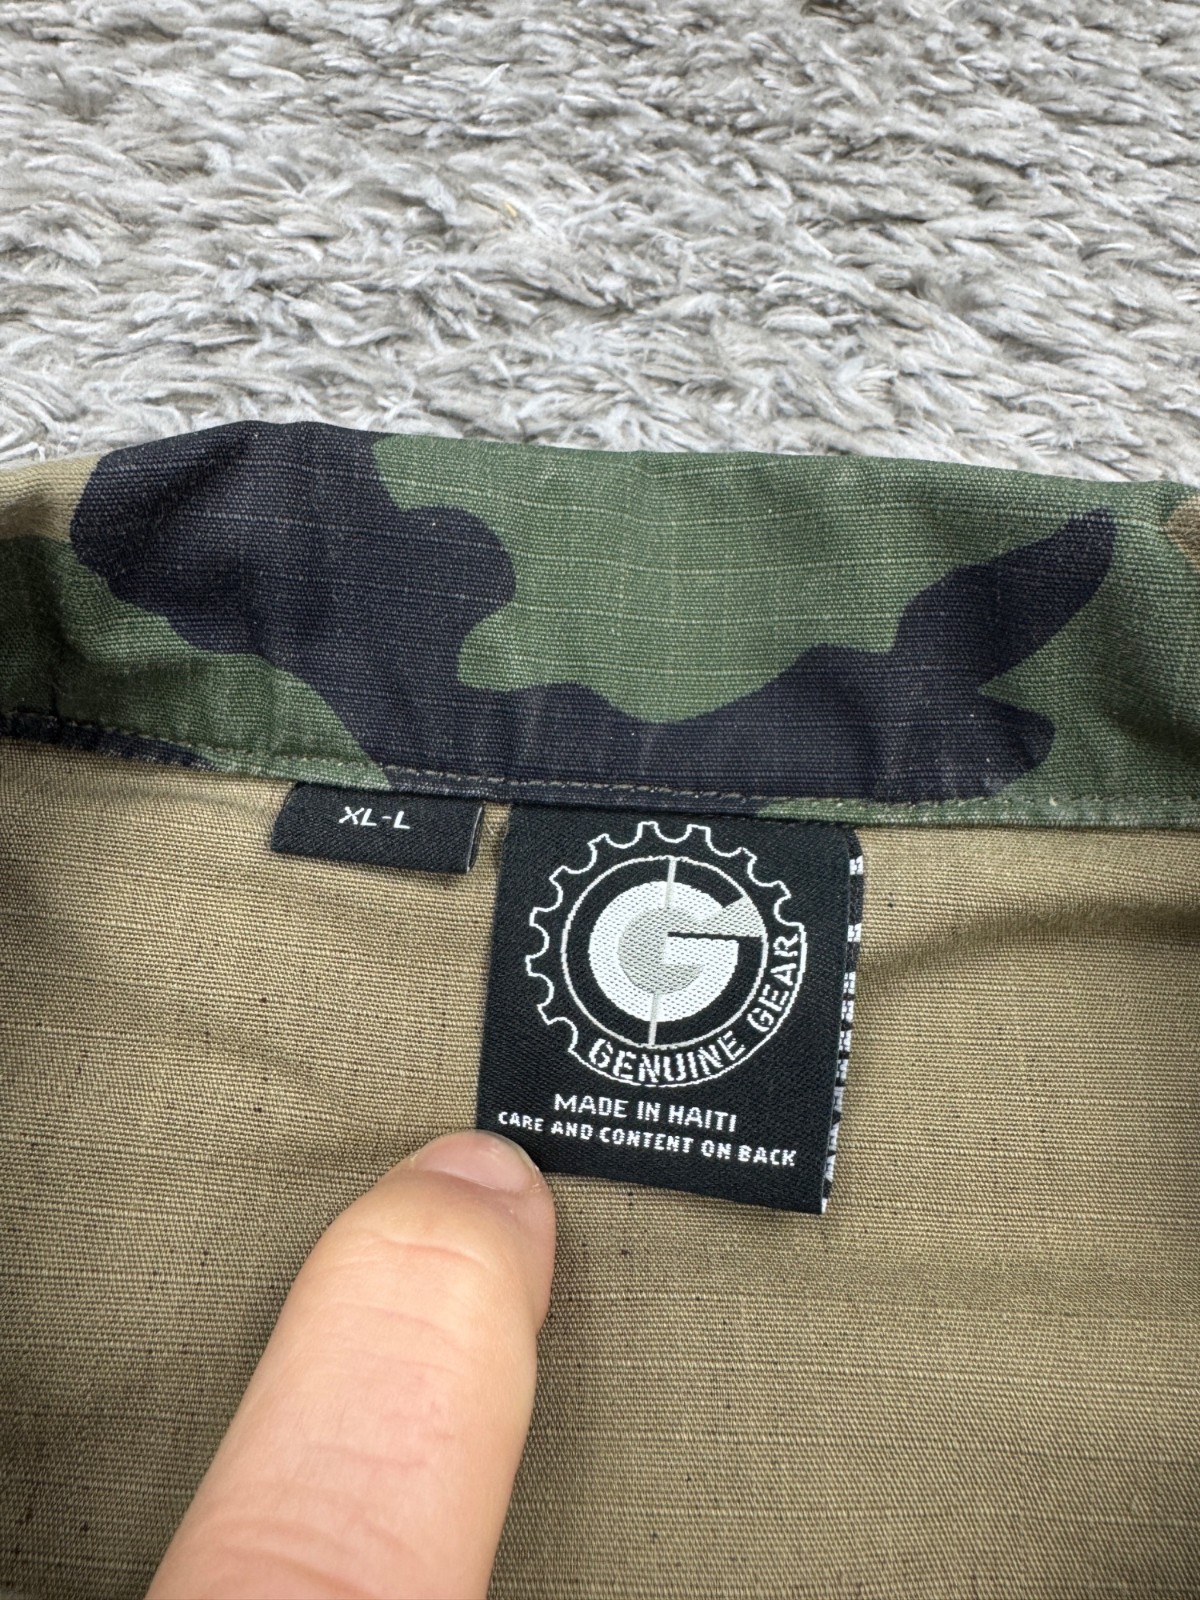 XL-L
G
GENUINE GEAR
MADE IN HAITI
CARE AND CONTENT ON BACK